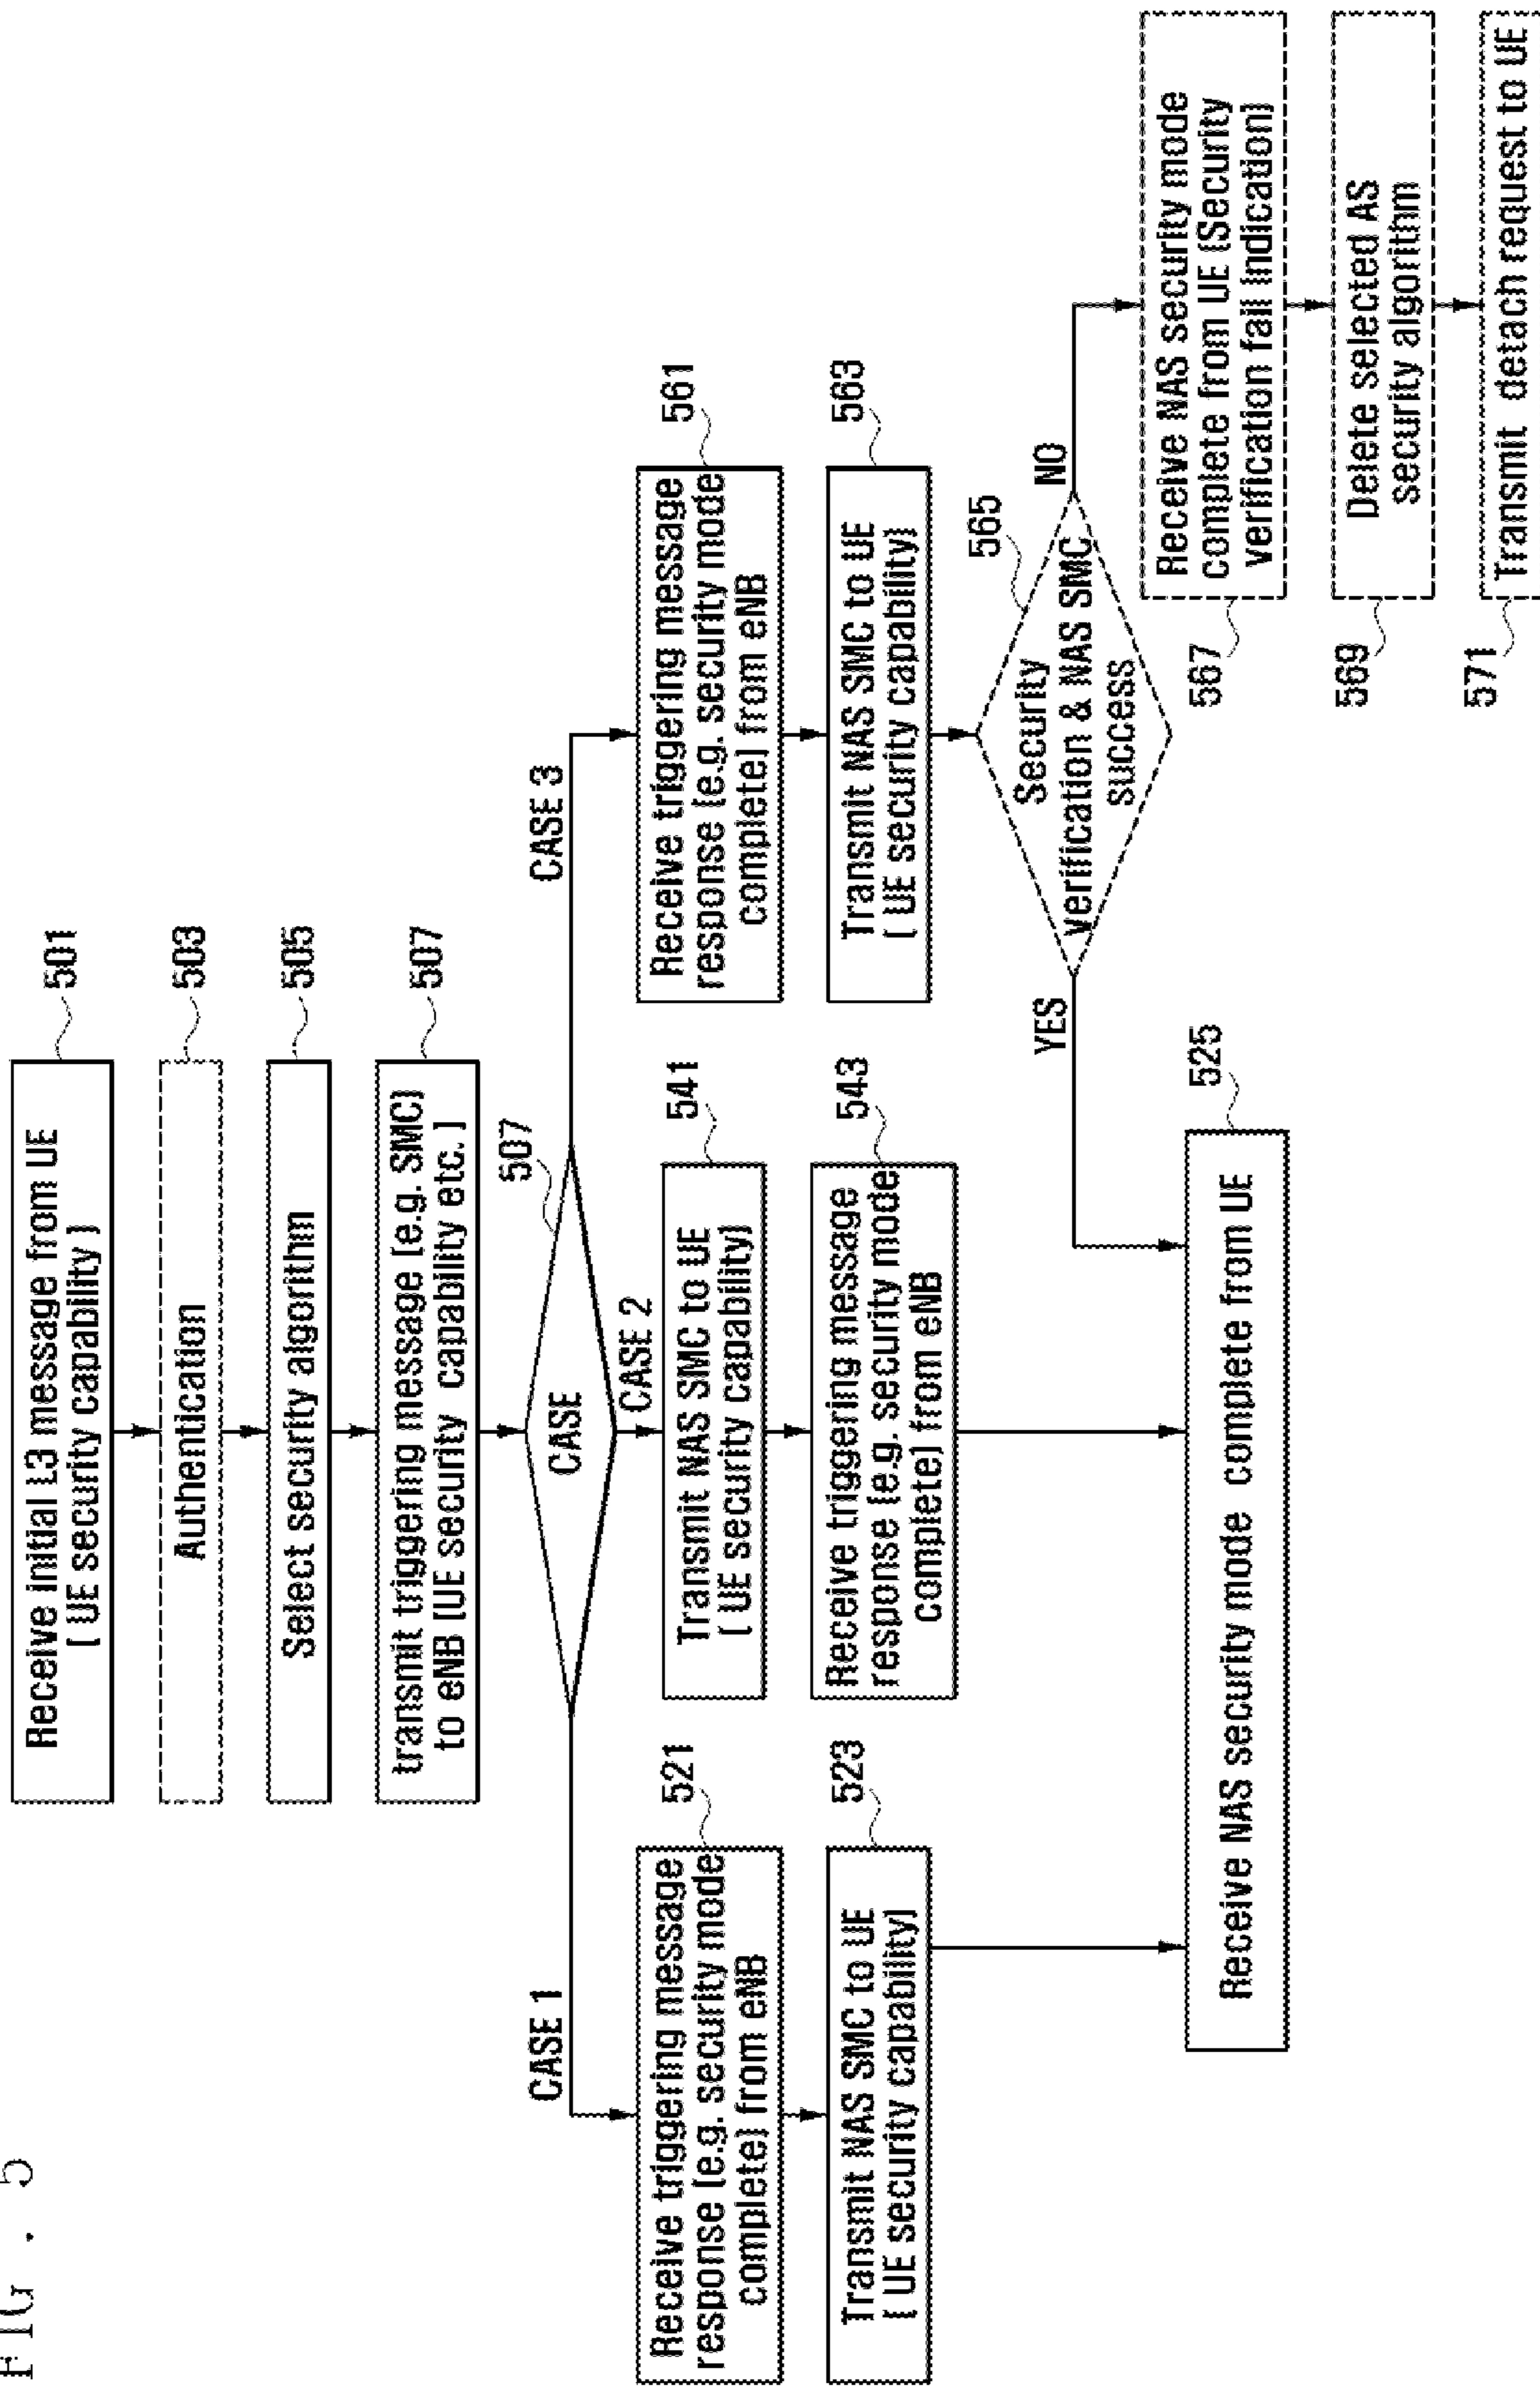 FIG. 5
Receive initial L3 message from UE
( UE security capability )
501
Authentication
503
Select security algorithm
505
transmit triggering message (e.g. SMC)
to eNB (UE security capability etc. )
507
CASE
507
CASE 1
CASE 2
CASE 3
Receive triggering message
response (e.g. security mode
complete) from eNB
521
Transmit NAS SMC to UE
( UE security capability)
523
Transmit NAS SMC to UE
( UE security capability)
541
Receive triggering message
response (e.g. security mode
complete) from eNB
543
Receive triggering message
response (e.g. security mode
complete) from eNB
561
Transmit NAS SMC to UE
( UE security capability)
563
Security
verification & NAS SMC
success
565
YES
NO
Receive NAS security mode complete from UE
525
Receive NAS security mode
complete from UE (Security
verification fail indication)
567
Delete selected AS
security algorithm
569
Transmit detach request to UE
571